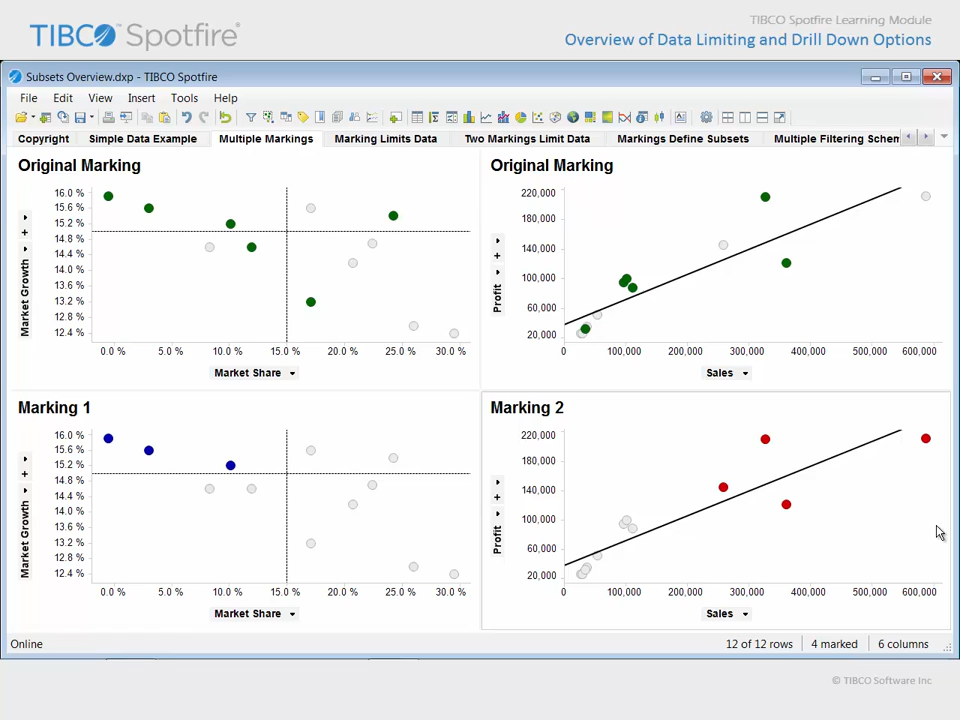 TIBCO Spotfire®
TIBCO Spotfire Learning Module
Overview of Data Limiting and Drill Down Options
Subsets Overview.dxp - TIBCO Spotfire
File Edit View Insert Tools Help
Copyright Simple Data Example Multiple Markings Marking Limits Data Two Markings Limit Data Markings Define Subsets Multiple Filtering Schem
Original Marking
16.0 %
15.6 %
15.2 %
14.8 %
14.4 %
14.0 %
13.6 %
13.2 %
12.8 %
12.4 %
Market Growth
0.0 % 5.0 % 10.0 % 15.0 % 20.0 % 25.0 % 30.0 %
Market Share
Original Marking
220,000
180,000
140,000
100,000
60,000
20,000
Profit
0 100,000 200,000 300,000 400,000 500,000 600,000
Sales
Marking 1
16.0 %
15.6 %
15.2 %
14.8 %
14.4 %
14.0 %
13.6 %
13.2 %
12.8 %
12.4 %
Market Growth
0.0 % 5.0 % 10.0 % 15.0 % 20.0 % 25.0 % 30.0 %
Market Share
Marking 2
220,000
180,000
140,000
100,000
60,000
20,000
Profit
0 100,000 200,000 300,000 400,000 500,000 600,000
Sales
Online
12 of 12 rows 4 marked 6 columns
© TIBCO Software Inc